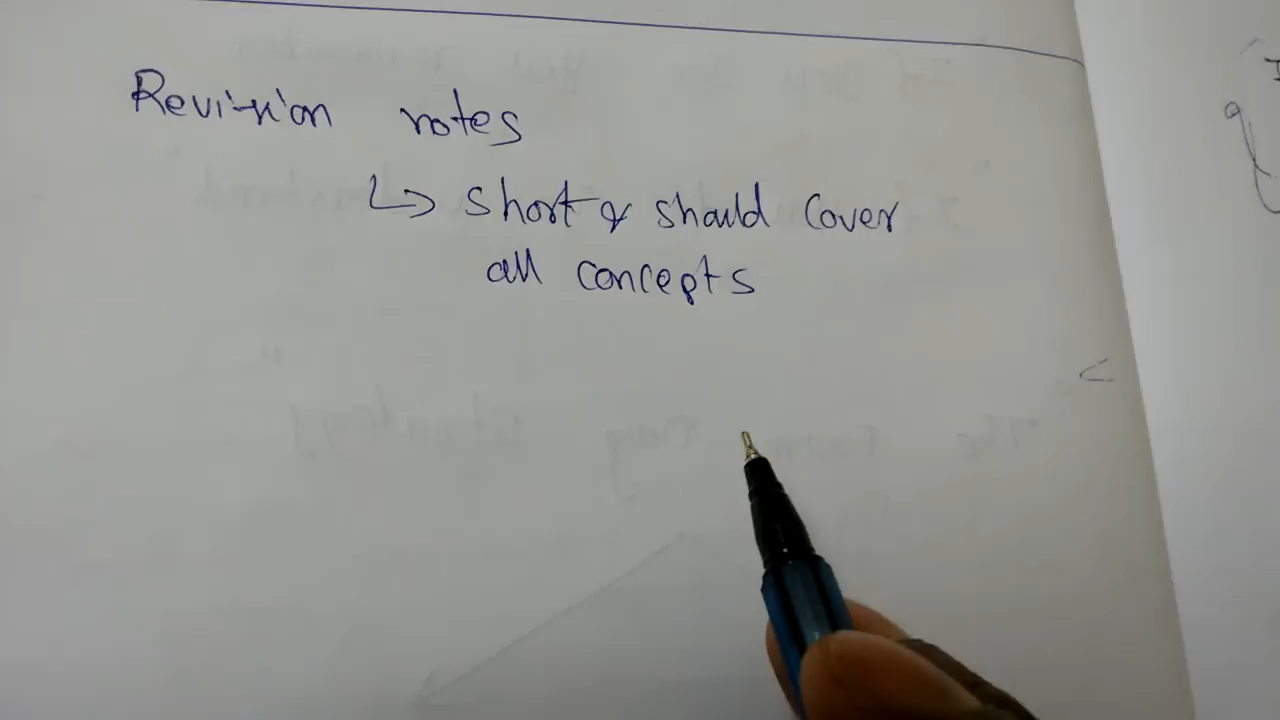 Revision notes
↳ short & should cover
all concepts